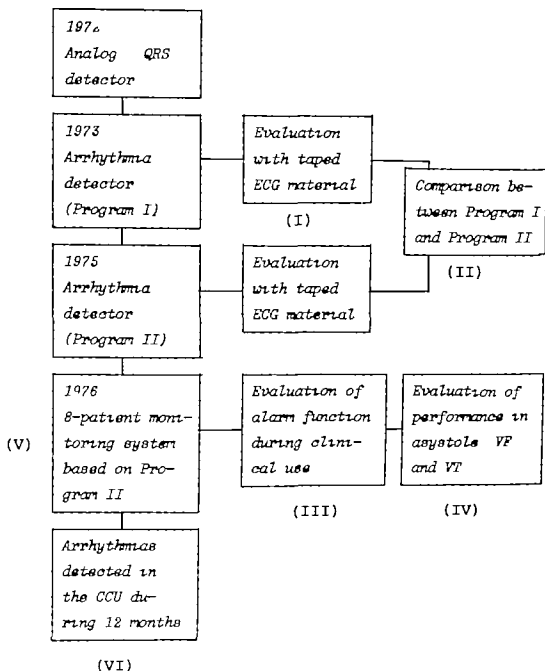 Analog QRS
detector
1973
Arrhythmia
detector
(Program I)
Evaluation
with taped
ECG material
(I)
Comparison be-
tween Program I
and Program II
(II)
1975
Arrhythmia
detector
(Program II)
Evaluation
with taped
ECG material
(V)
1976
8-patient moni-
toring system
based on Pro-
gram II
Evaluation of
alarm function
during clini-
cal use
(III)
Evaluation of
performance in
asystole VF
and VT
(IV)
Arrhythmias
detected in
the CCU du-
ring 12 months
(VI)